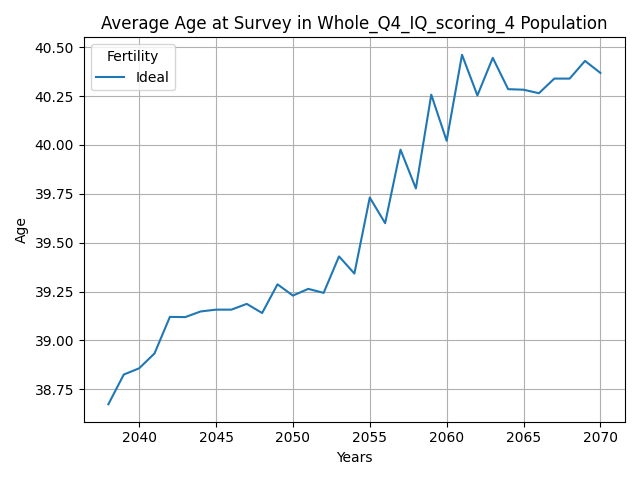 Average Age at Survey in Whole_Q4_IQ_scoring_4 Population
Fertility
Ideal
Age
40.50
40.25
40.00
39.75
39.50
39.25
39.00
38.75
2040 2045 2050 2055 2060 2065 2070
Years